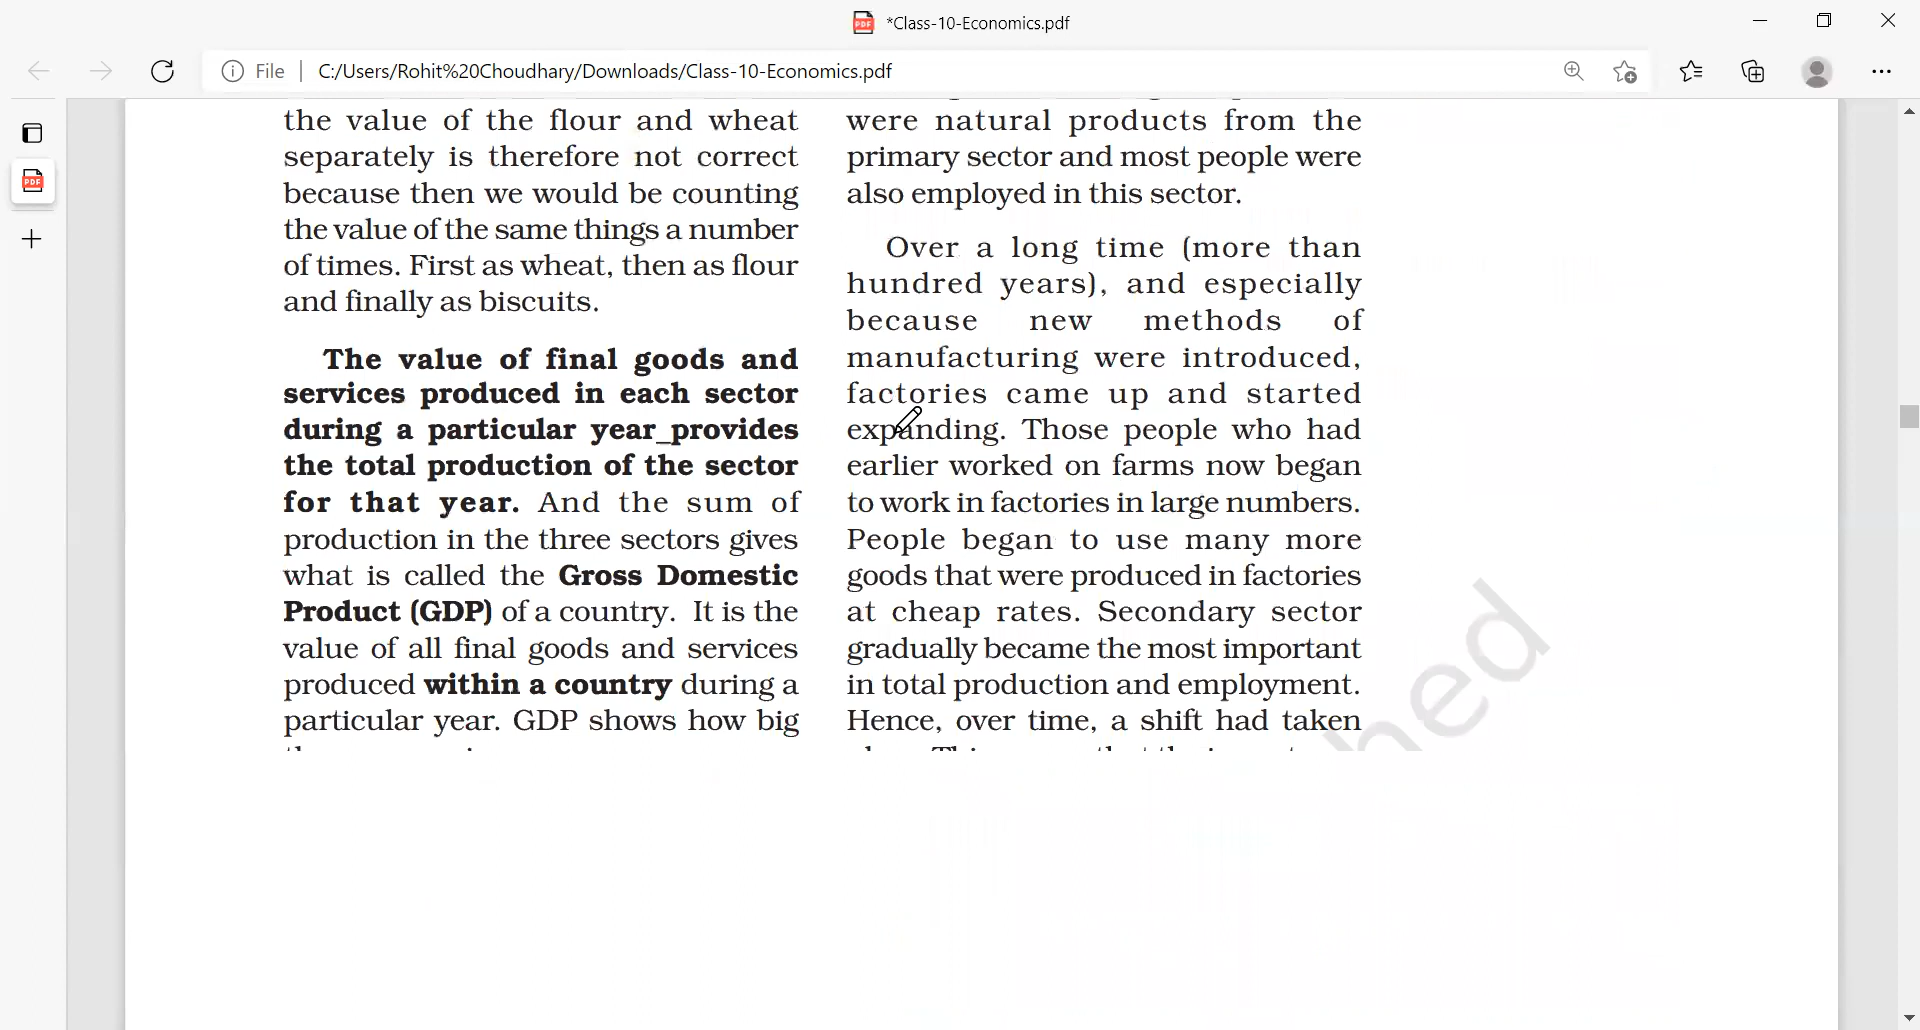 *Class-10-Economics.pdf
File | C:/Users/Rohit%20Choudhary/Downloads/Class-10-Economics.pdf
the value of the flour and wheat
separately is therefore not correct
because then we would be counting
the value of the same things a number
of times. First as wheat, then as flour
and finally as biscuits.
The value of final goods and
services produced in each sector
during a particular year_provides
the total production of the sector
for that year. And the sum of
production in the three sectors gives
what is called the Gross Domestic
Product (GDP) of a country. It is the
value of all final goods and services
produced within a country during a
particular year. GDP shows how big
were natural products from the
primary sector and most people were
also employed in this sector.
Over a long time (more than
hundred years), and especially
because new methods of
manufacturing were introduced,
factories came up and started
expanding. Those people who had
earlier worked on farms now began
to work in factories in large numbers.
People began to use many more
goods that were produced in factories
at cheap rates. Secondary sector
gradually became the most important
in total production and employment.
Hence, over time, a shift had taken
hed